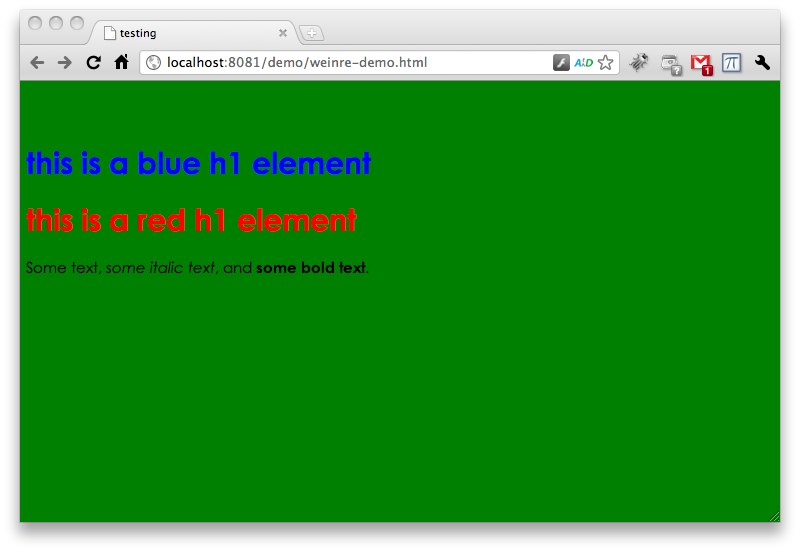 testing
localhost:8081/demo/weinre-demo.html
this is a blue h1 element
this is a red h1 element
Some text, some italic text, and some bold text.